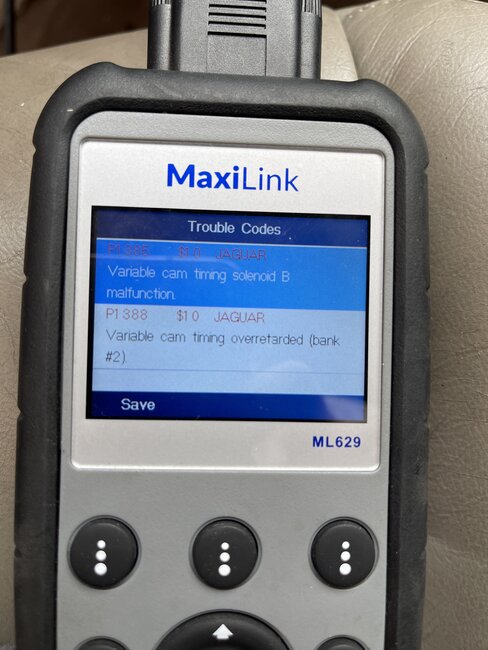 MaxiLink
Trouble Codes
P1385 $10 JAGUAR
Variable cam timing solenoid B
malfunction.
P1388 $10 JAGUAR
Variable cam timing overretarded (bank
#2)
Save
ML629